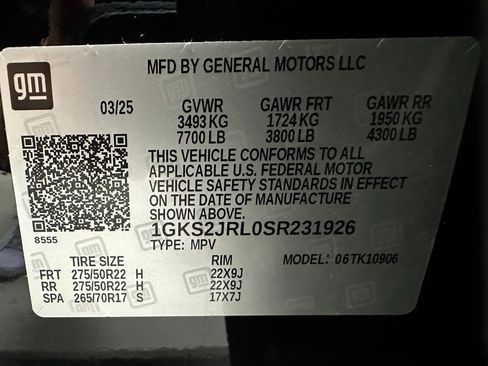 gm
MFD BY GENERAL MOTORS LLC
03/25 GVWR GAWR FRT GAWR RR
3493 KG 1724 KG 1950 KG
7700 LB 3800 LB 4300 LB
THIS VEHICLE CONFORMS TO ALL
APPLICABLE U.S. FEDERAL MOTOR
VEHICLE SAFETY STANDARDS IN EFFECT
ON THE DATE OF MANUFACTURE
SHOWN ABOVE.
8555 1GKS2JRL0SR231926
TYPE: MPV
TIRE SIZE RIM MODEL: 06TK10906
FRT 275/50R22 H 22X9J
RR 275/50R22 H 22X9J
SPA 265/70R17 S 17X7J